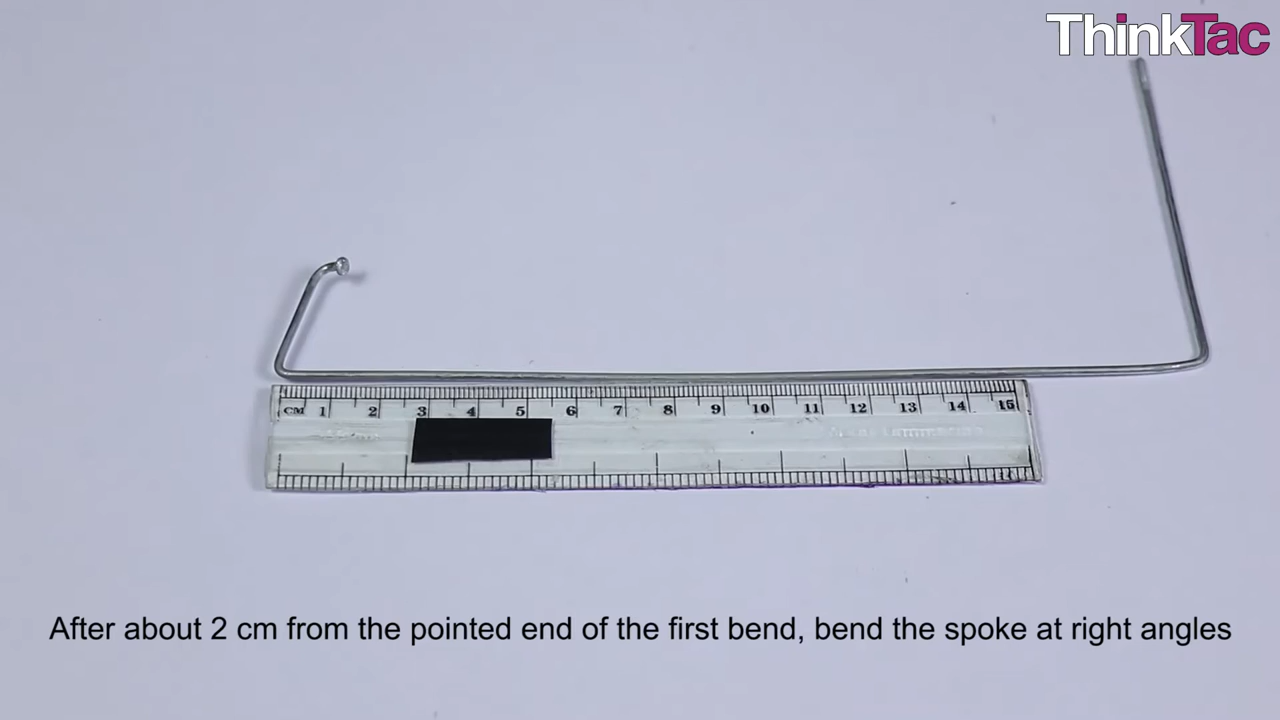 ThinkTac
CM 1 2 3 4 5 6 7 8 9 10 11 12 13 14 15
After about 2 cm from the pointed end of the first bend, bend the spoke at right angles